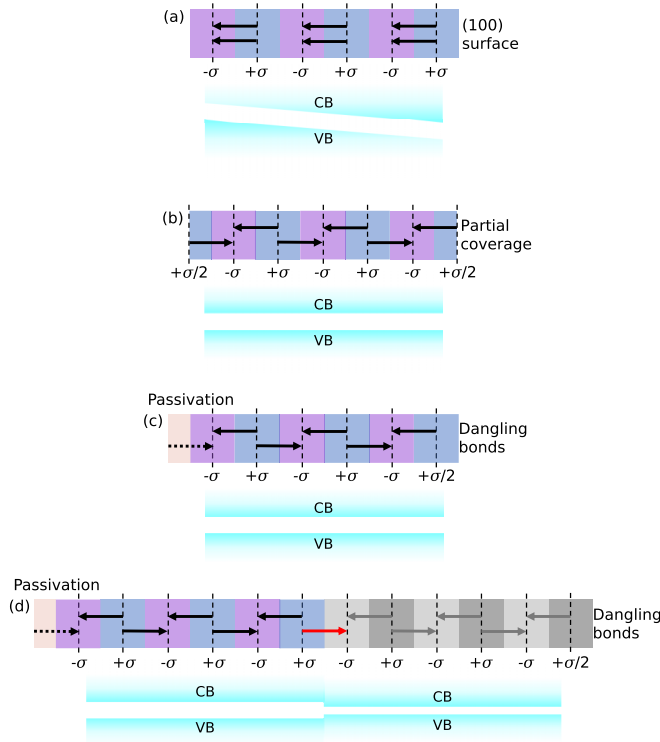 (a)
(100)
surface
-σ +σ -σ +σ -σ +σ
CB
VB
(b)
Partial
coverage
+σ/2 -σ +σ -σ +σ -σ +σ/2
CB
VB
Passivation
(c)
Dangling
bonds
-σ +σ -σ +σ -σ +σ/2
CB
VB
Passivation
(d)
Dangling
bonds
-σ +σ -σ +σ -σ +σ -σ +σ -σ +σ -σ +σ/2
CB CB
VB VB